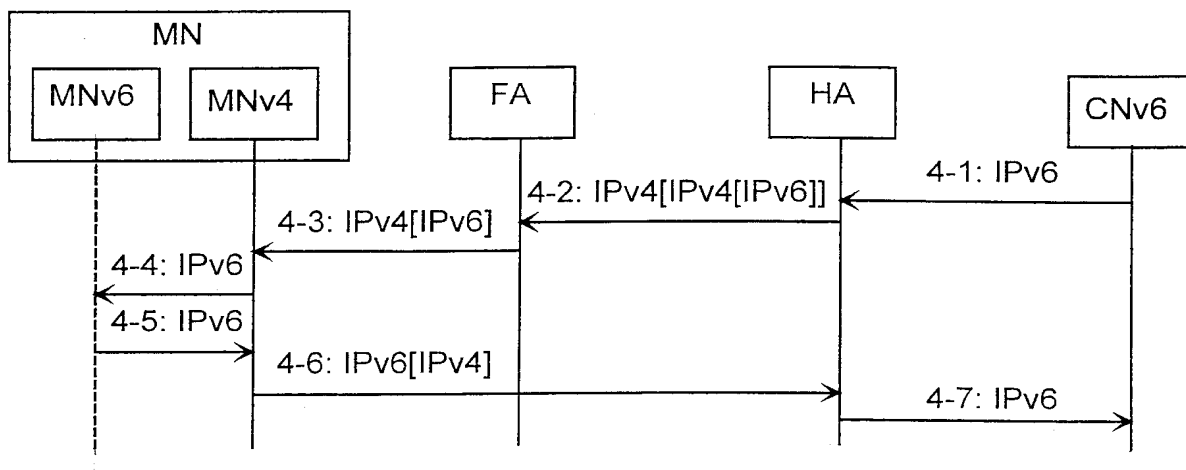 MN
MNv6
MNv4
FA
HA
CNv6
4-1: IPv6
4-2: IPv4[IPv4[IPv6]]
4-3: IPv4[IPv6]
4-4: IPv6
4-5: IPv6
4-6: IPv6[IPv4]
4-7: IPv6